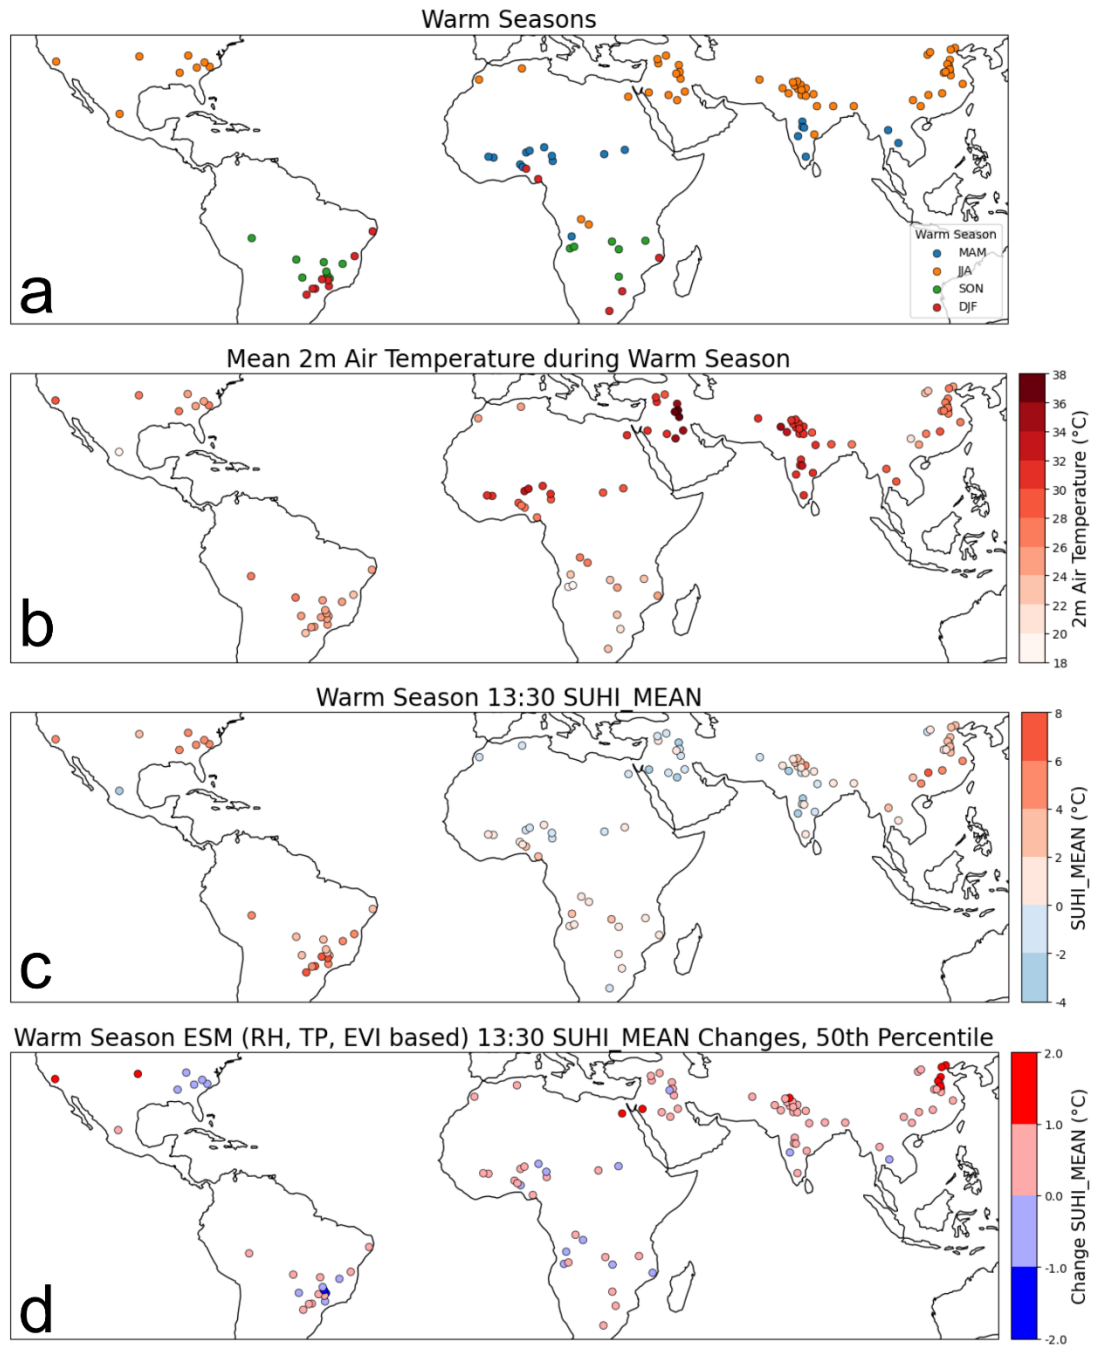 Warm Seasons
a
Warm Season
MAM
JJA
SON
DJF
Mean 2m Air Temperature during Warm Season
b
38
36
34
32
30
28
26
24
22
20
18
2m Air Temperature (°C)
Warm Season 13:30 SUHI_MEAN
c
8
6
4
2
0
-2
-4
SUHI_MEAN (°C)
Warm Season ESM (RH, TP, EVI based) 13:30 SUHI_MEAN Changes, 50th Percentile
d
2.0
1.0
0.0
-1.0
-2.0
Change SUHI_MEAN (°C)